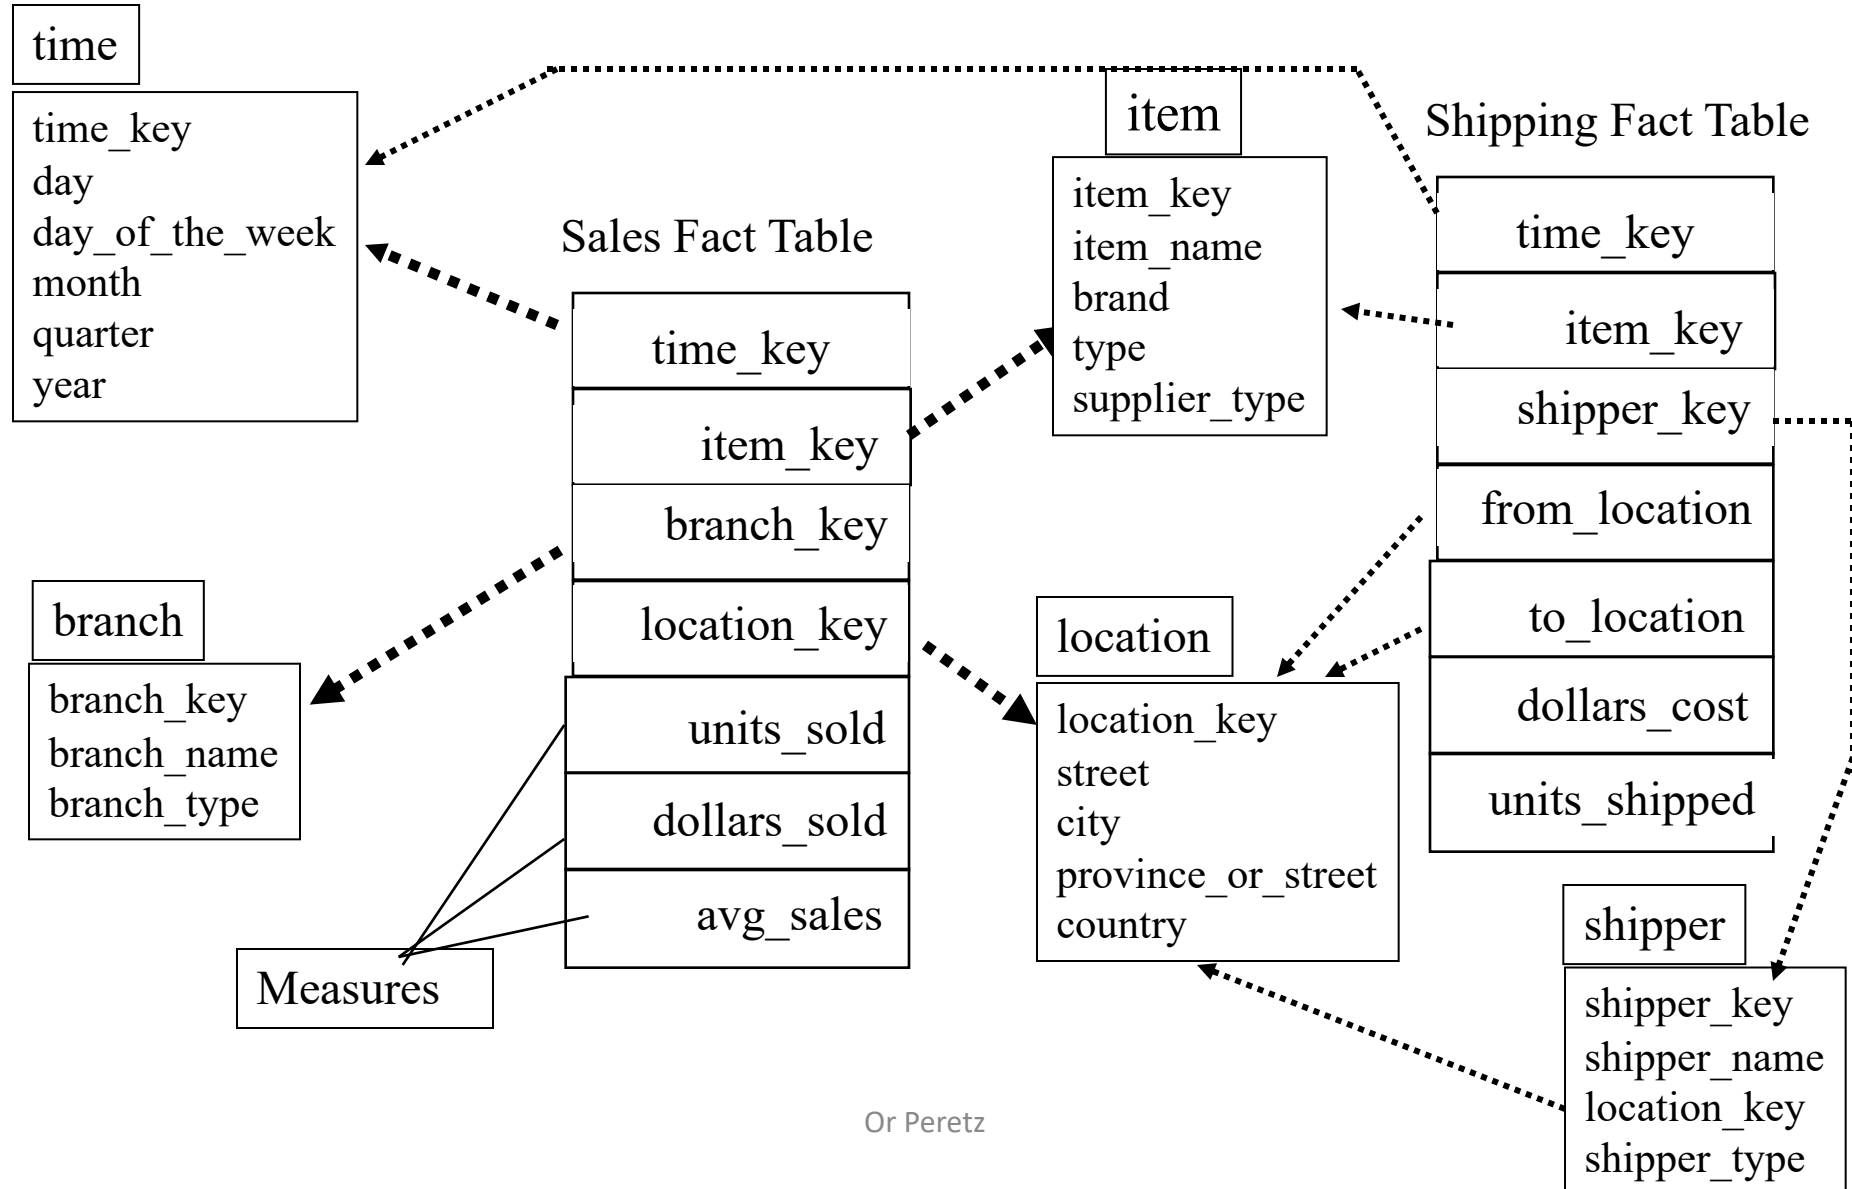 time
time_key
day
day_of_the_week
month
quarter
year
Sales Fact Table
time_key
item_key
branch_key
location_key
units_sold
dollars_sold
avg_sales
Measures
branch
branch_key
branch_name
branch_type
item
item_key
item_name
brand
type
supplier_type
location
location_key
street
city
province_or_street
country
Shipping Fact Table
time_key
item_key
shipper_key
from_location
to_location
dollars_cost
units_shipped
shipper
shipper_key
shipper_name
location_key
shipper_type
Or Peretz